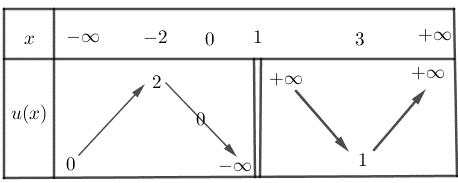 x −∞ −2 0 1 3 +∞
2 +∞ +∞
u(x) 0
0 −∞ 1